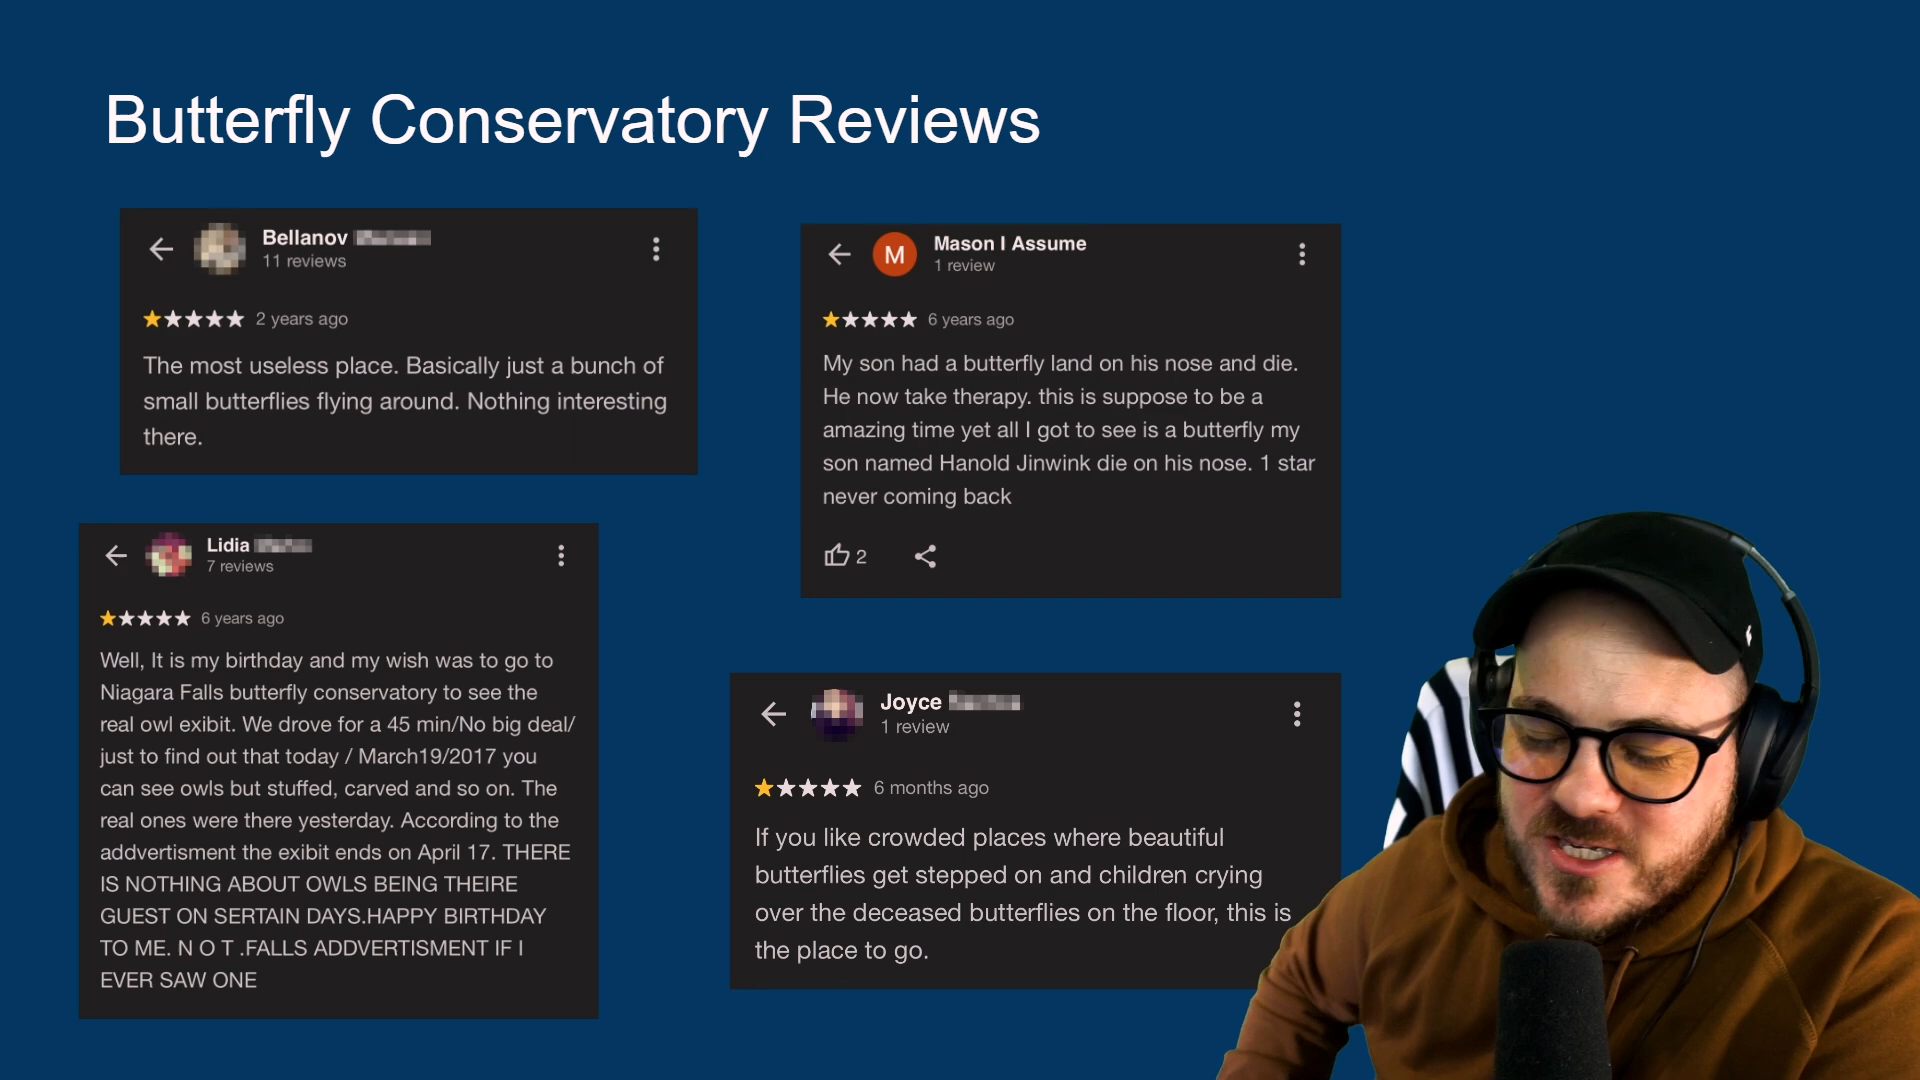 Butterfly Conservatory Reviews
Bellanov
11 reviews
2 years ago
The most useless place. Basically just a bunch of
small butterflies flying around. Nothing interesting
there.
Mason I Assume
M
1 review
6 years ago
My son had a butterfly land on his nose and die.
He now take therapy. this is suppose to be a
amazing time yet all I got to see is a butterfly my
son named Hanold Jinwink die on his nose. 1 star
never coming back
2
Lidia
7 reviews
6 years ago
Well, It is my birthday and my wish was to go to
Niagara Falls butterfly conservatory to see the
real owl exibit. We drove for a 45 min/No big deal/
just to find out that today / March19/2017 you
can see owls but stuffed, carved and so on. The
real ones were there yesterday. According to the
addvertisment the exibit ends on April 17. THERE
IS NOTHING ABOUT OWLS BEING THEIRE
GUEST ON SERTAIN DAYS.HAPPY BIRTHDAY
TO ME. N O T .FALLS ADDVERTISMENT IF I
EVER SAW ONE
Joyce
1 review
6 months ago
If you like crowded places where beautiful
butterflies get stepped on and children crying
over the deceased butterflies on the floor, this is
the place to go.